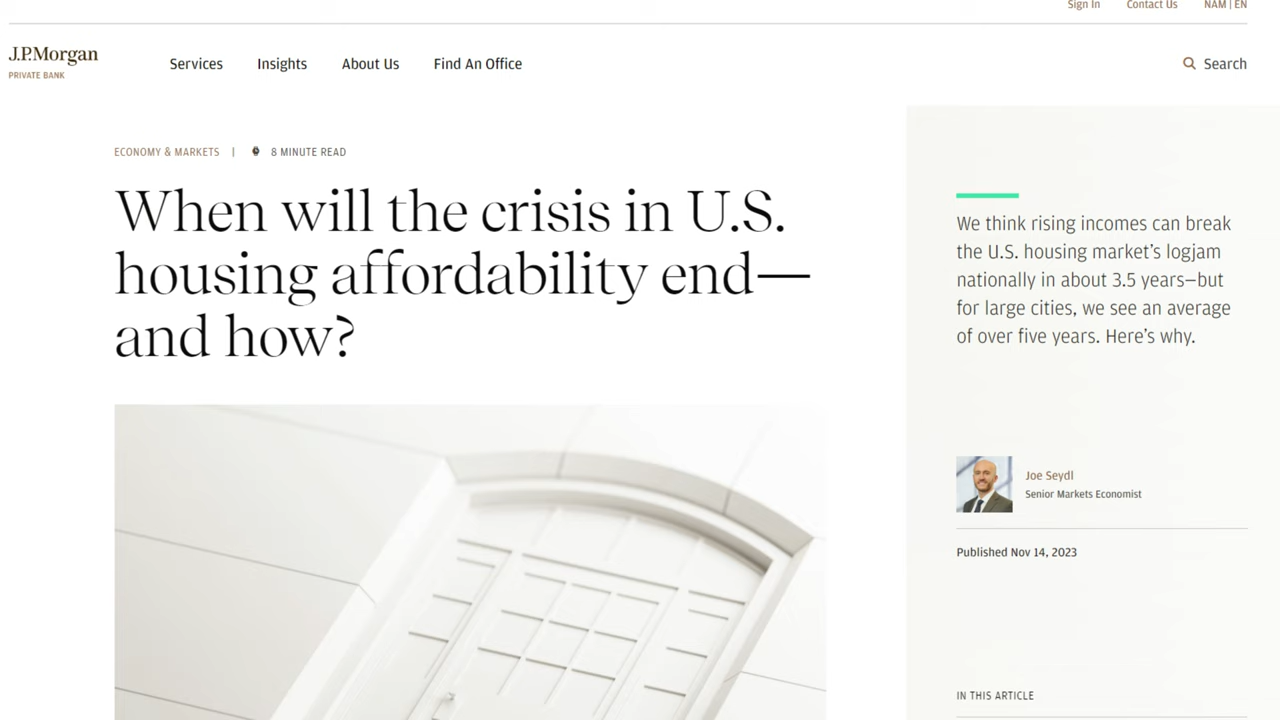 Sign In Contact Us NAM | EN
J.P.Morgan
PRIVATE BANK
Services Insights About Us Find An Office
Search
ECONOMY & MARKETS | 8 MINUTE READ
When will the crisis in U.S.
housing affordability end—
and how?
We think rising incomes can break
the U.S. housing market’s logjam
nationally in about 3.5 years—but
for large cities, we see an average
of over five years. Here’s why.
Joe Seydl
Senior Markets Economist
Published Nov 14, 2023
IN THIS ARTICLE